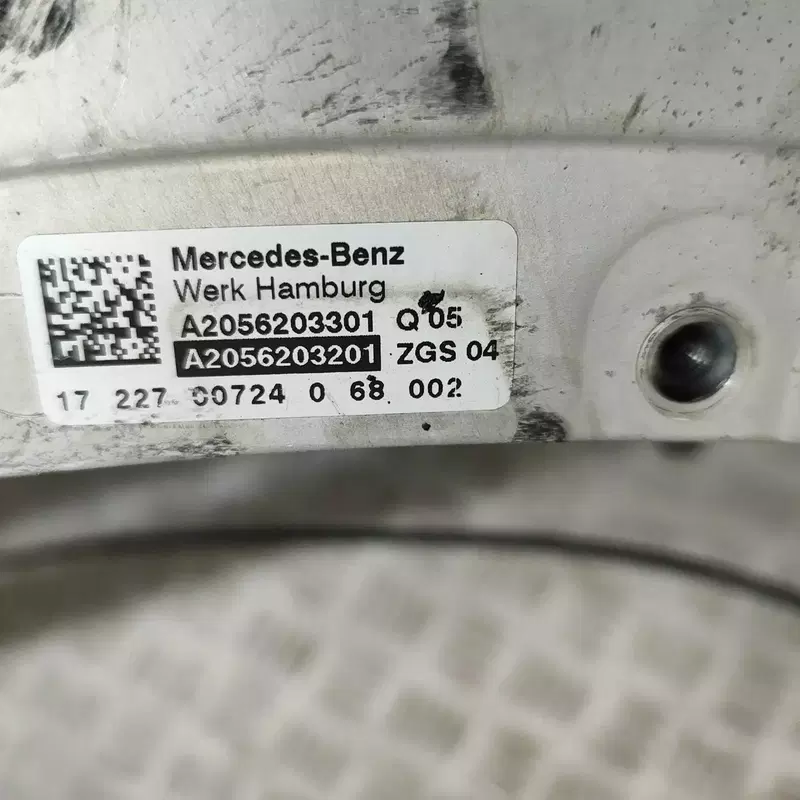 Mercedes-Benz
Werk Hamburg
A2056203301 Q 05
A2056203201 ZGS 04
17 227 00724 0 68 002